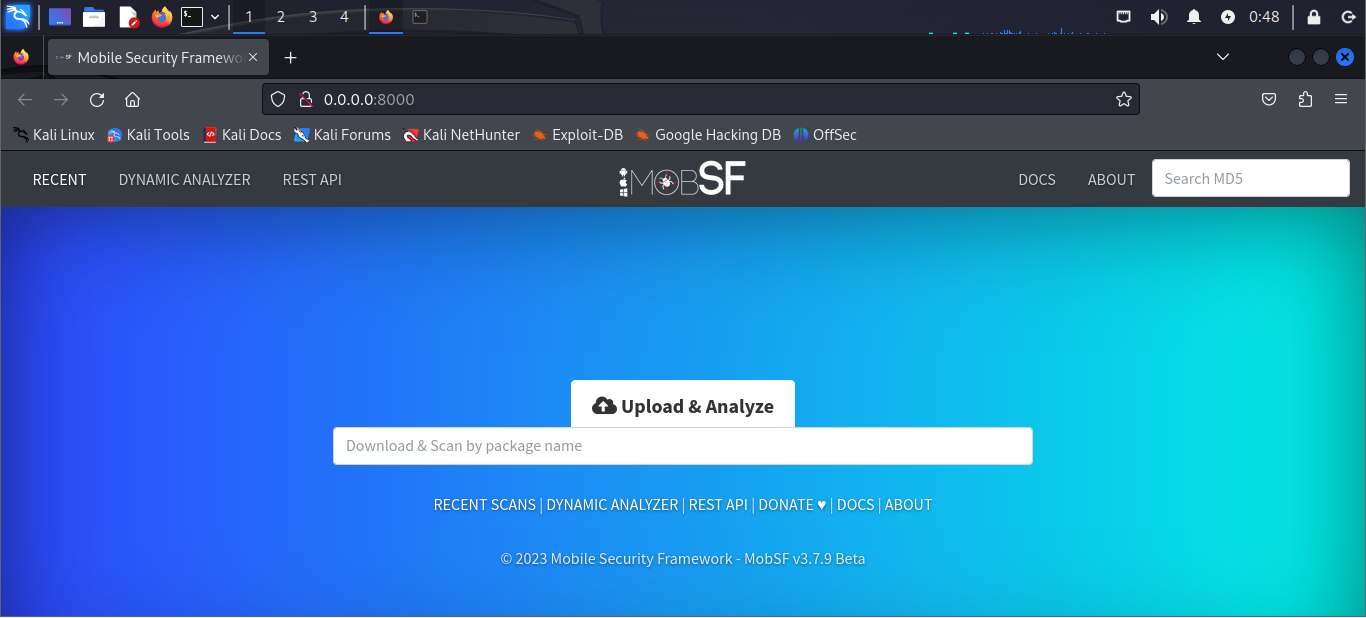 1 2 3 4 0:48
Mobile Security Framewo
0.0.0.0:8000
Kali Linux Kali Tools Kali Docs Kali Forums Kali NetHunter Exploit-DB Google Hacking DB OffSec
RECENT DYNAMIC ANALYZER REST API MOBSF DOCS ABOUT Search MD5
Upload & Analyze
Download & Scan by package name
RECENT SCANS | DYNAMIC ANALYZER | REST API | DONATE ♥ | DOCS | ABOUT
© 2023 Mobile Security Framework - MobSF v3.7.9 Beta